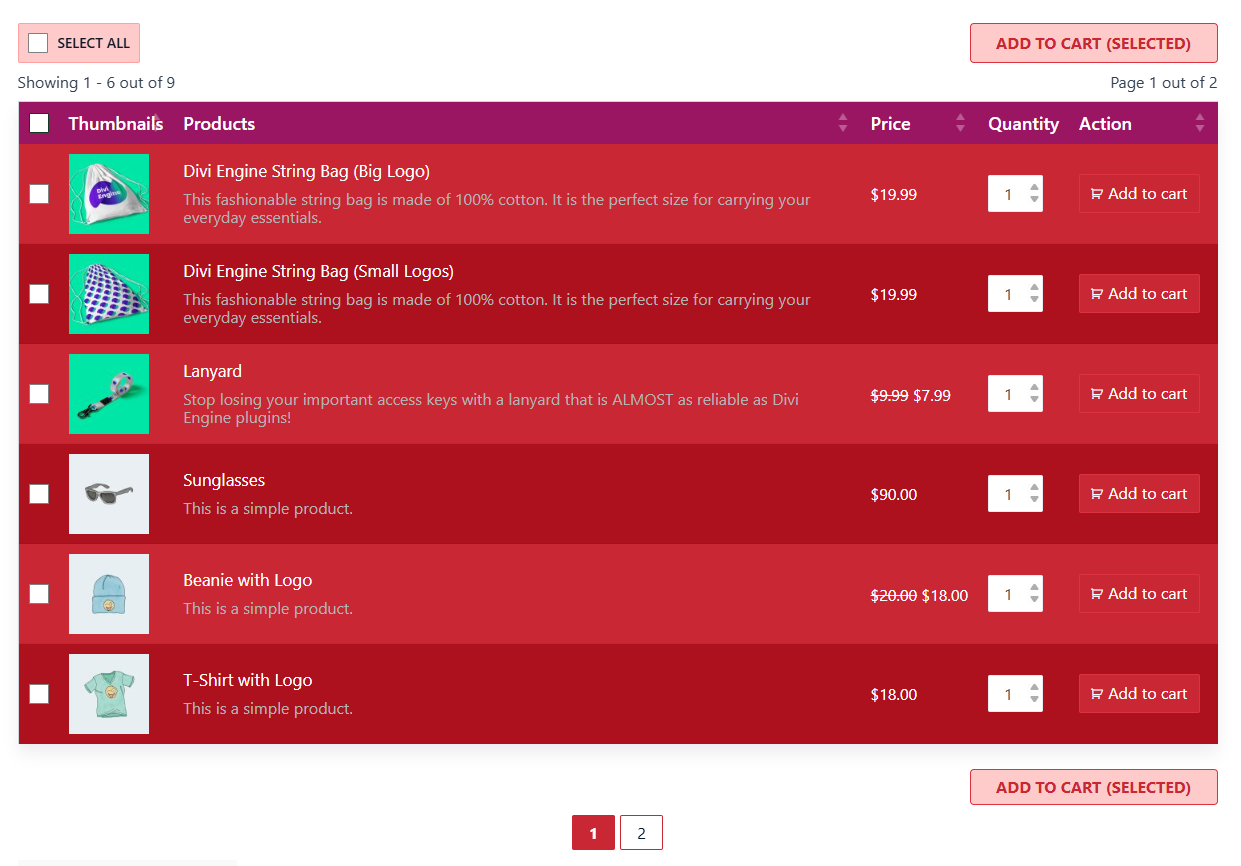 SELECT ALL
ADD TO CART (SELECTED)
Showing 1 - 6 out of 9
Page 1 out of 2
Thumbnails Products Price Quantity Action
Divi Engine
Divi Engine String Bag (Big Logo)
This fashionable string bag is made of 100% cotton. It is the perfect size for carrying your
everyday essentials.
$19.99
1
Add to cart
Divi Engine String Bag (Small Logos)
This fashionable string bag is made of 100% cotton. It is the perfect size for carrying your
everyday essentials.
$19.99
1
Add to cart
Lanyard
Stop losing your important access keys with a lanyard that is ALMOST as reliable as Divi
Engine plugins!
$9.99 $7.99
1
Add to cart
Sunglasses
This is a simple product.
$90.00
1
Add to cart
Beanie with Logo
This is a simple product.
$20.00 $18.00
1
Add to cart
T-Shirt with Logo
This is a simple product.
$18.00
1
Add to cart
ADD TO CART (SELECTED)
1 2